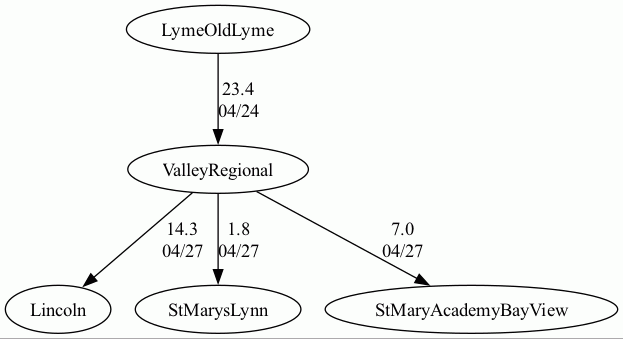 LymeOldLyme
23.4
04/24
ValleyRegional
14.3
04/27
1.8
04/27
7.0
04/27
Lincoln
StMarysLynn
StMaryAcademyBayView